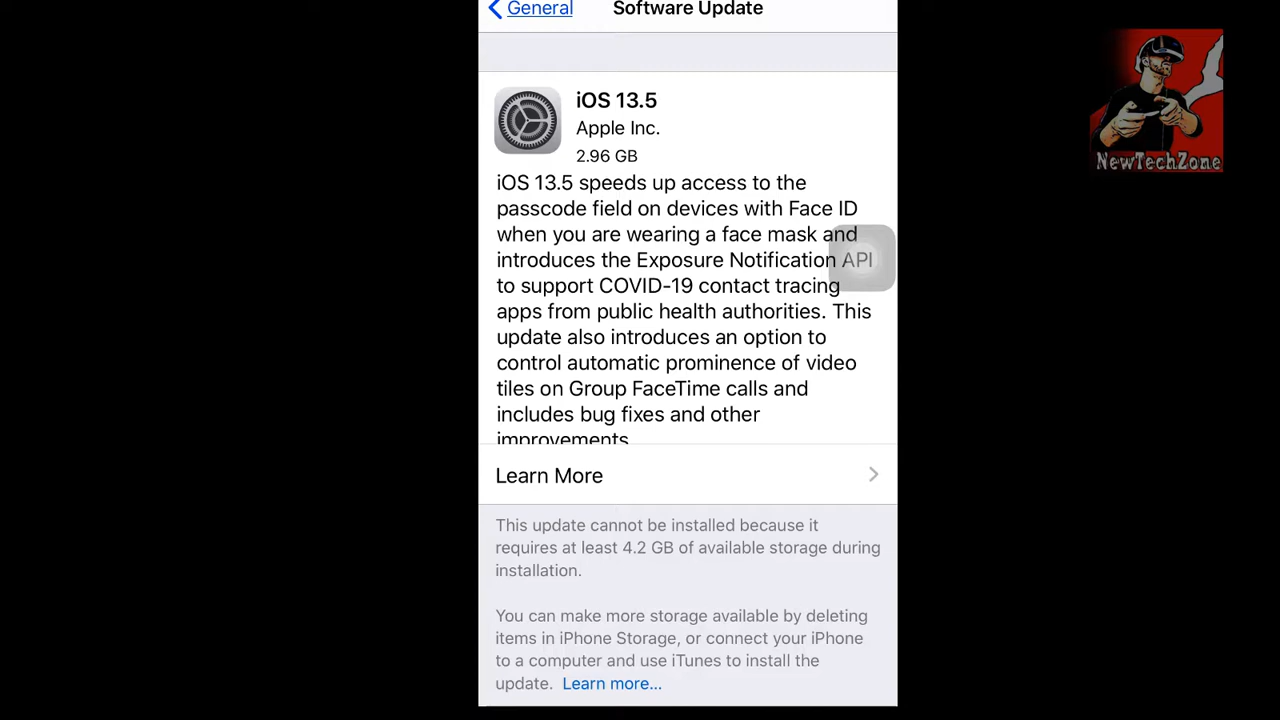 General
Software Update
iOS 13.5
Apple Inc.
2.96 GB
iOS 13.5 speeds up access to the
passcode field on devices with Face ID
when you are wearing a face mask and
introduces the Exposure Notification API
to support COVID-19 contact tracing
apps from public health authorities. This
update also introduces an option to
control automatic prominence of video
tiles on Group FaceTime calls and
includes bug fixes and other
improvements.
Learn More
This update cannot be installed because it
requires at least 4.2 GB of available storage during
installation.
You can make more storage available by deleting
items in iPhone Storage, or connect your iPhone
to a computer and use iTunes to install the
update. Learn more...
NewTechZone